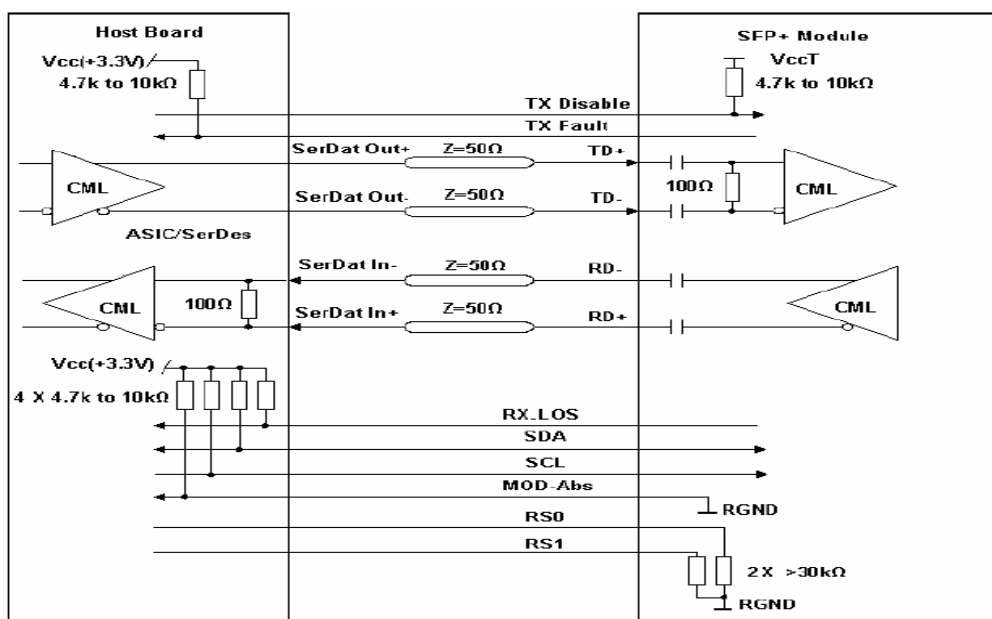 Host Board
SFP+ Module
Vcc(+3.3V)
4.7k to 10kΩ
VccT
4.7k to 10kΩ
TX Disable
TX Fault
SerDat Out+
Z=50Ω
TD+
CML
100Ω
CML
SerDat Out-
Z=50Ω
TD-
ASIC/SerDes
SerDat In-
Z=50Ω
RD-
CML
100Ω
CML
SerDat In+
Z=50Ω
RD+
Vcc(+3.3V)
4 X 4.7k to 10kΩ
RX-LOS
SDA
SCL
MOD-Abs
RGND
RS0
RS1
2X >30kΩ
RGND